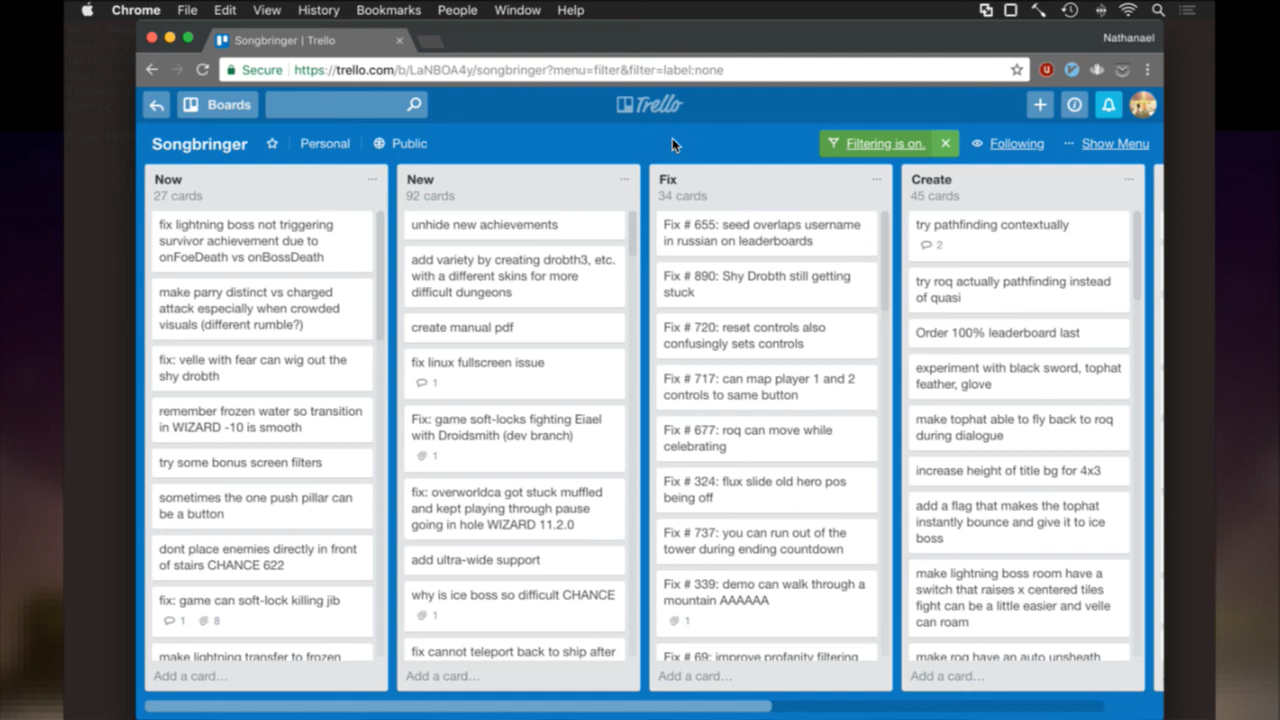 Chrome File Edit View History Bookmarks People Window Help
Songbringer | Trello
Nathanael
Secure https://trello.com/b/LaNBOA4y/songbringer?menu=filter&filter=label:none
Boards
Trello
Songbringer Personal Public Filtering is on. Following Show Menu
Now
27 cards
fix lightning boss not triggering
survivor achievement due to
onFoeDeath vs onBossDeath
make parry distinct vs charged
attack especially when crowded
visuals (different rumble?)
fix: velle with fear can wig out the
shy drobth
remember frozen water so transition
in WIZARD -10 is smooth
try some bonus screen filters
sometimes the one push pillar can
be a button
dont place enemies directly in front
of stairs CHANCE 622
fix: game can soft-lock killing jib
1 8
make lightning transfer to frozen
Add a card…
New
92 cards
unhide new achievements
add variety by creating drobth3, etc.
with a different skins for more
difficult dungeons
create manual pdf
fix linux fullscreen issue
1
Fix: game soft-locks fighting Eiael
with Droidsmith (dev branch)
1
fix: overworldca got stuck muffled
and kept playing through pause
going in hole WIZARD 11.2.0
add ultra-wide support
why is ice boss so difficult CHANCE
1
fix cannot teleport back to ship after
Add a card…
Fix
34 cards
Fix # 655: seed overlaps username
in russian on leaderboards
Fix # 890: Shy Drobth still getting
stuck
Fix # 720: reset controls also
confusingly sets controls
Fix # 717: can map player 1 and 2
controls to same button
Fix # 677: roq can move while
celebrating
Fix # 324: flux slide old hero pos
being off
Fix # 737: you can run out of the
tower during ending countdown
Fix # 339: demo can walk through a
mountain AAAAAA
1
Fix # 69: improve profanity filtering
Add a card…
Create
45 cards
try pathfinding contextually
2
try roq actually pathfinding instead
of quasi
Order 100% leaderboard last
experiment with black sword, tophat
feather, glove
make tophat able to fly back to roq
during dialogue
increase height of title bg for 4x3
add a flag that makes the tophat
instantly bounce and give it to ice
boss
make lightning boss room have a
switch that raises x centered tiles
fight can be a little easier and velle
can roam
make roq have an auto unsheath
Add a card…